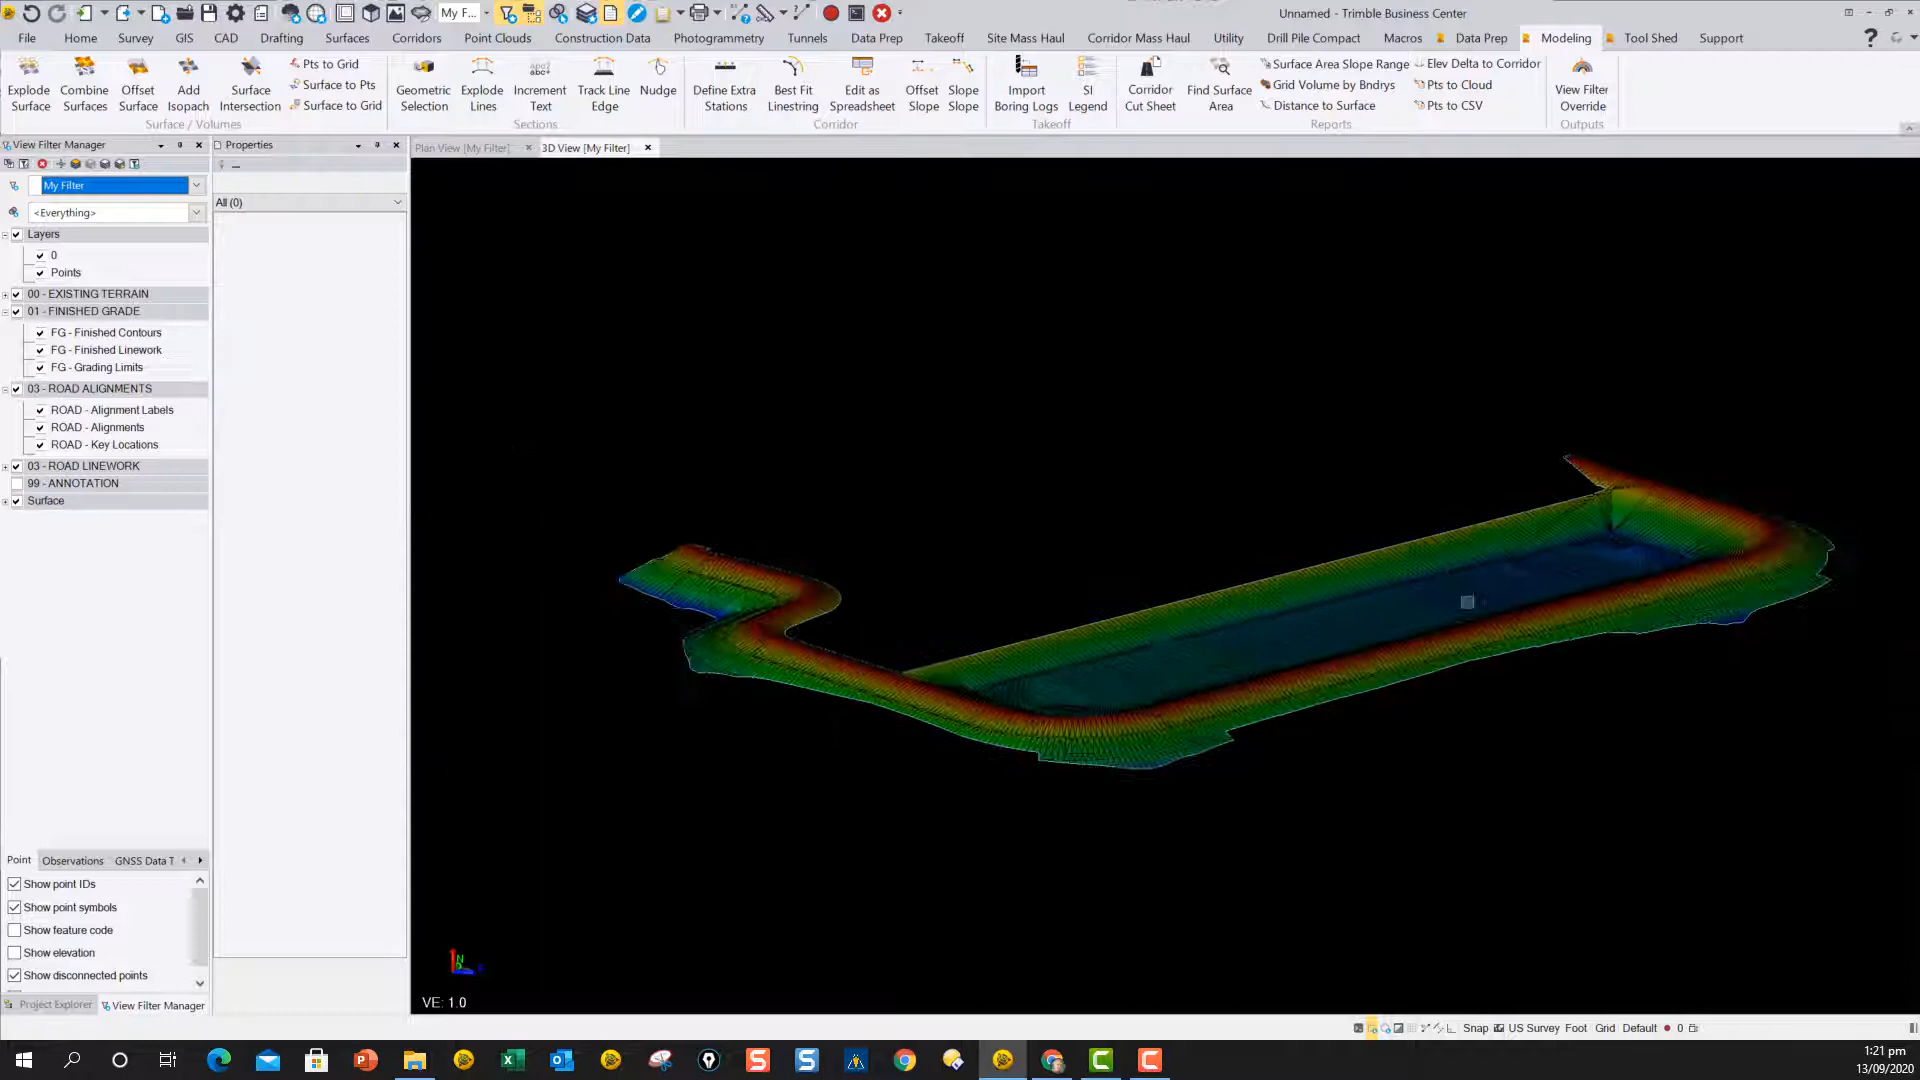 My F... Unnamed - Trimble Business Center
File Home Survey GIS CAD Drafting Surfaces Corridors Point Clouds Construction Data Photogrammetry Tunnels Data Prep Takeoff Site Mass Haul Corridor Mass Haul Utility Drill Pile Compact Macros Data Prep Modeling Tool Shed Support
Explode Surface
Combine Surfaces
Offset Surface
Add Isopach
Surface Intersection
Pts to Grid
Surface to Pts
Surface to Grid
Surface / Volumes
Geometric Selection
Explode Lines
Increment Text
Track Line Edge
Nudge
Sections
Define Extra Stations
Best Fit Linestring
Edit as Spreadsheet
Offset Slope
Slope Slope
Corridor
Import Boring Logs
SI Legend
Takeoff
Corridor Cut Sheet
Find Surface Area
Surface Area Slope Range
Grid Volume by Bndrys
Distance to Surface
Elev Delta to Corridor
Pts to Cloud
Pts to CSV
Reports
View Filter Override
Outputs
View Filter Manager
My Filter
<Everything>
Layers
0
Points
00 - EXISTING TERRAIN
01 - FINISHED GRADE
FG - Finished Contours
FG - Finished Linework
FG - Grading Limits
03 - ROAD ALIGNMENTS
ROAD - Alignment Labels
ROAD - Alignments
ROAD - Key Locations
03 - ROAD LINEWORK
99 - ANNOTATION
Surface
Point Observations GNSS Data T
Show point IDs
Show point symbols
Show feature code
Show elevation
Show disconnected points
Project Explorer View Filter Manager
Properties
All (0)
Plan View [My Filter] 3D View [My Filter]
N
VE: 1.0
Snap US Survey Foot Grid Default 0
1:21 pm
13/09/2020